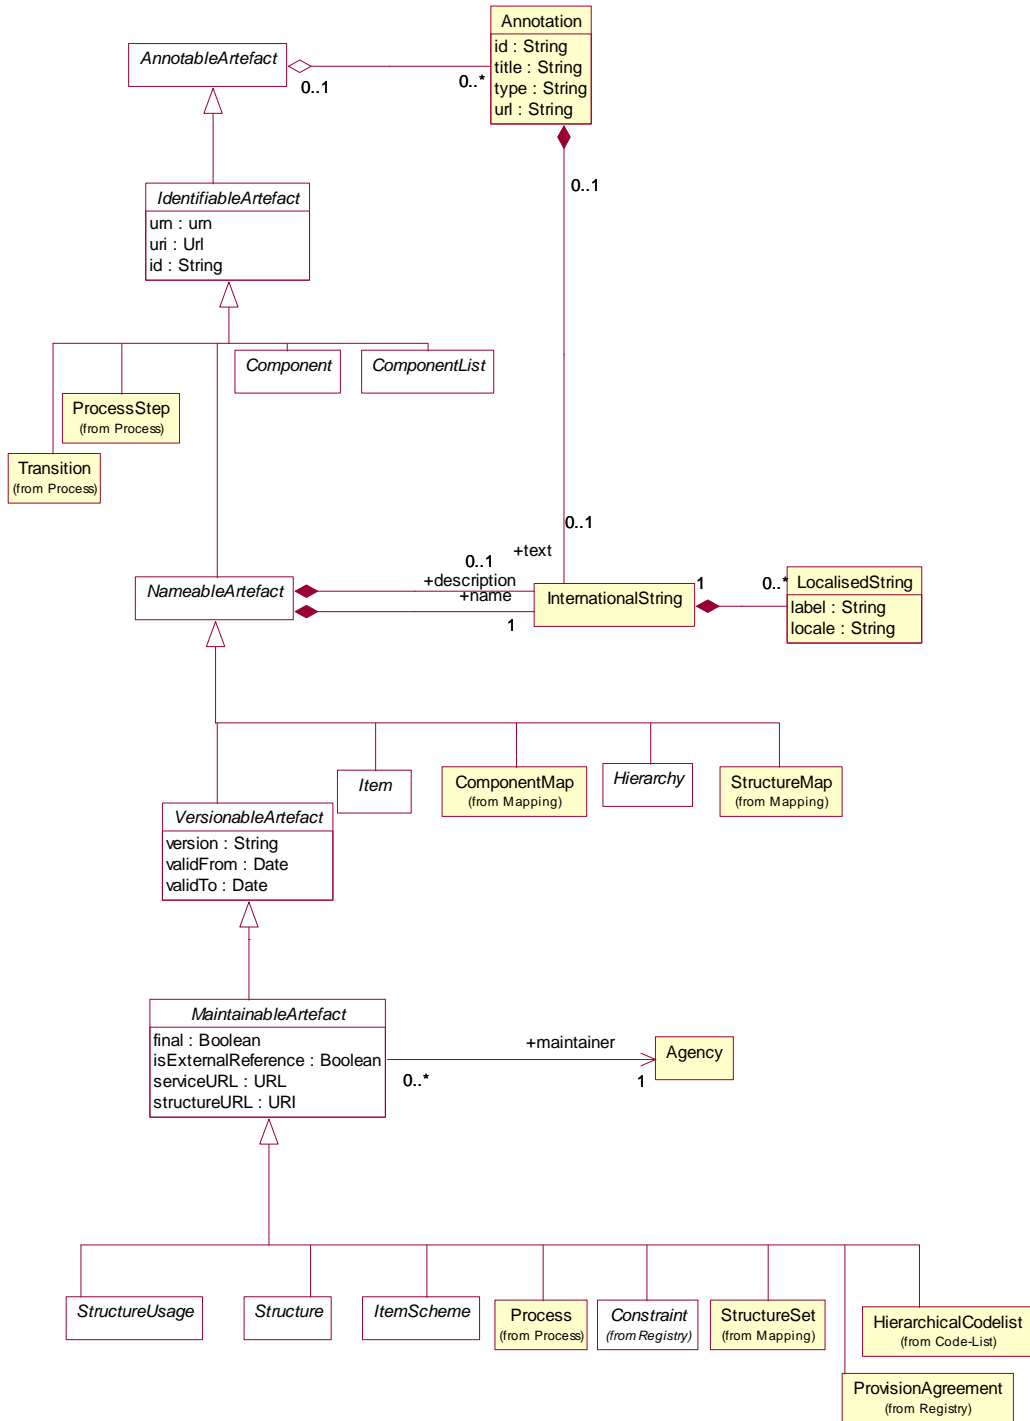 Annotation
id : String
title : String
type : String
url : String
AnnotableArtefact
0..1
0..*
0..1
IdentifiableArtefact
urn : urn
uri : Url
id : String
Component
ComponentList
ProcessStep
(from Process)
Transition
(from Process)
0..1
+text
0..1
+description
+name
1
NameableArtefact
InternationalString
1
0..*
LocalisedString
label : String
locale : String
Item
ComponentMap
(from Mapping)
Hierarchy
StructureMap
(from Mapping)
VersionableArtefact
version : String
validFrom : Date
validTo : Date
MaintainableArtefact
final : Boolean
isExternalReference : Boolean
serviceURL : URL
structureURL : URI
+maintainer
0..*
1
Agency
StructureUsage
Structure
ItemScheme
Process
(from Process)
Constraint
(from Registry)
StructureSet
(from Mapping)
HierarchicalCodelist
(from Code-List)
ProvisionAgreement
(from Registry)